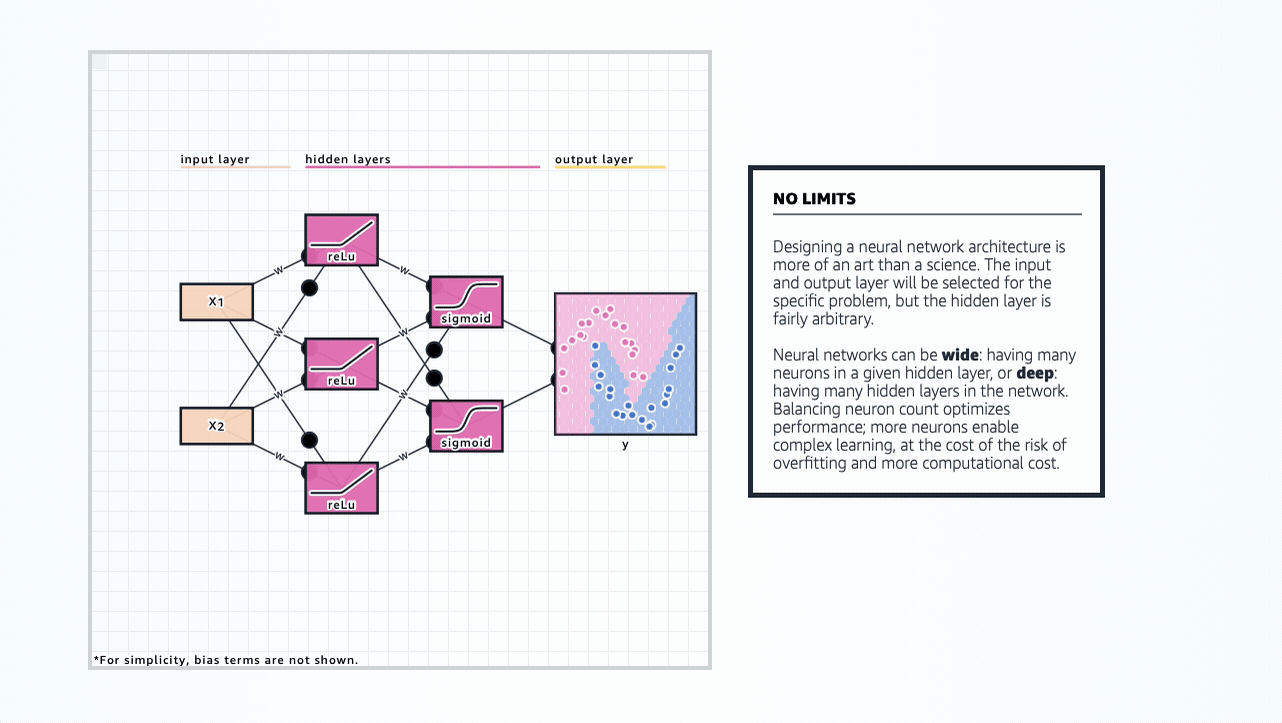 input layer
hidden layers
output layer
reLu
W
W
X1
sigmoid
W
W
reLu
W
W
X2
sigmoid
y
W
W
reLu
*For simplicity, bias terms are not shown.
NO LIMITS
Designing a neural network architecture is
more of an art than a science. The input
and output layer will be selected for the
specific problem, but the hidden layer is
fairly arbitrary.
Neural networks can be wide: having many
neurons in a given hidden layer, or deep:
having many hidden layers in the network.
Balancing neuron count optimizes
performance; more neurons enable
complex learning, at the cost of the risk of
overfitting and more computational cost.